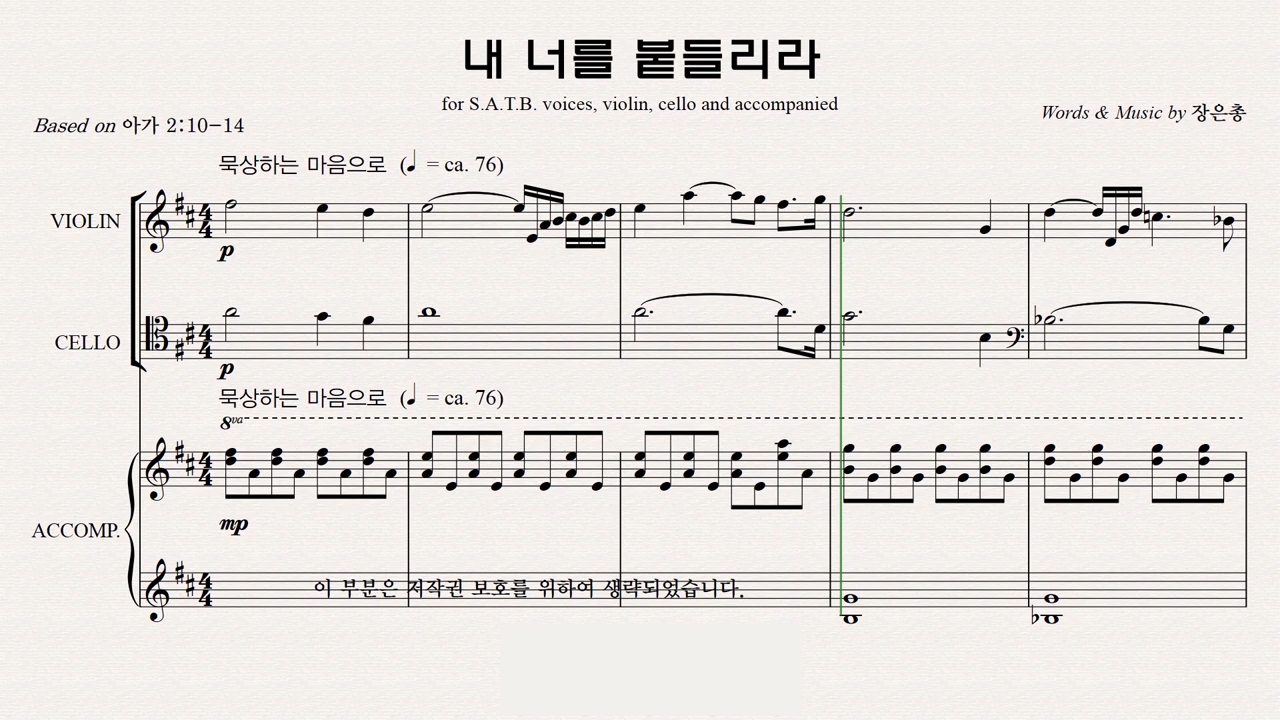 내 너를 붙들리라
for S.A.T.B. voices, violin, cello and accompanied
Based on 아가 2:10-14
Words & Music by 장은총
묵상하는 마음으로 (♩ = ca. 76)
VIOLIN
p
CELLO
p
묵상하는 마음으로 (♩ = ca. 76)
8va
ACCOMP.
mp
이 부분은 저작권 보호를 위하여 생략되었습니다.